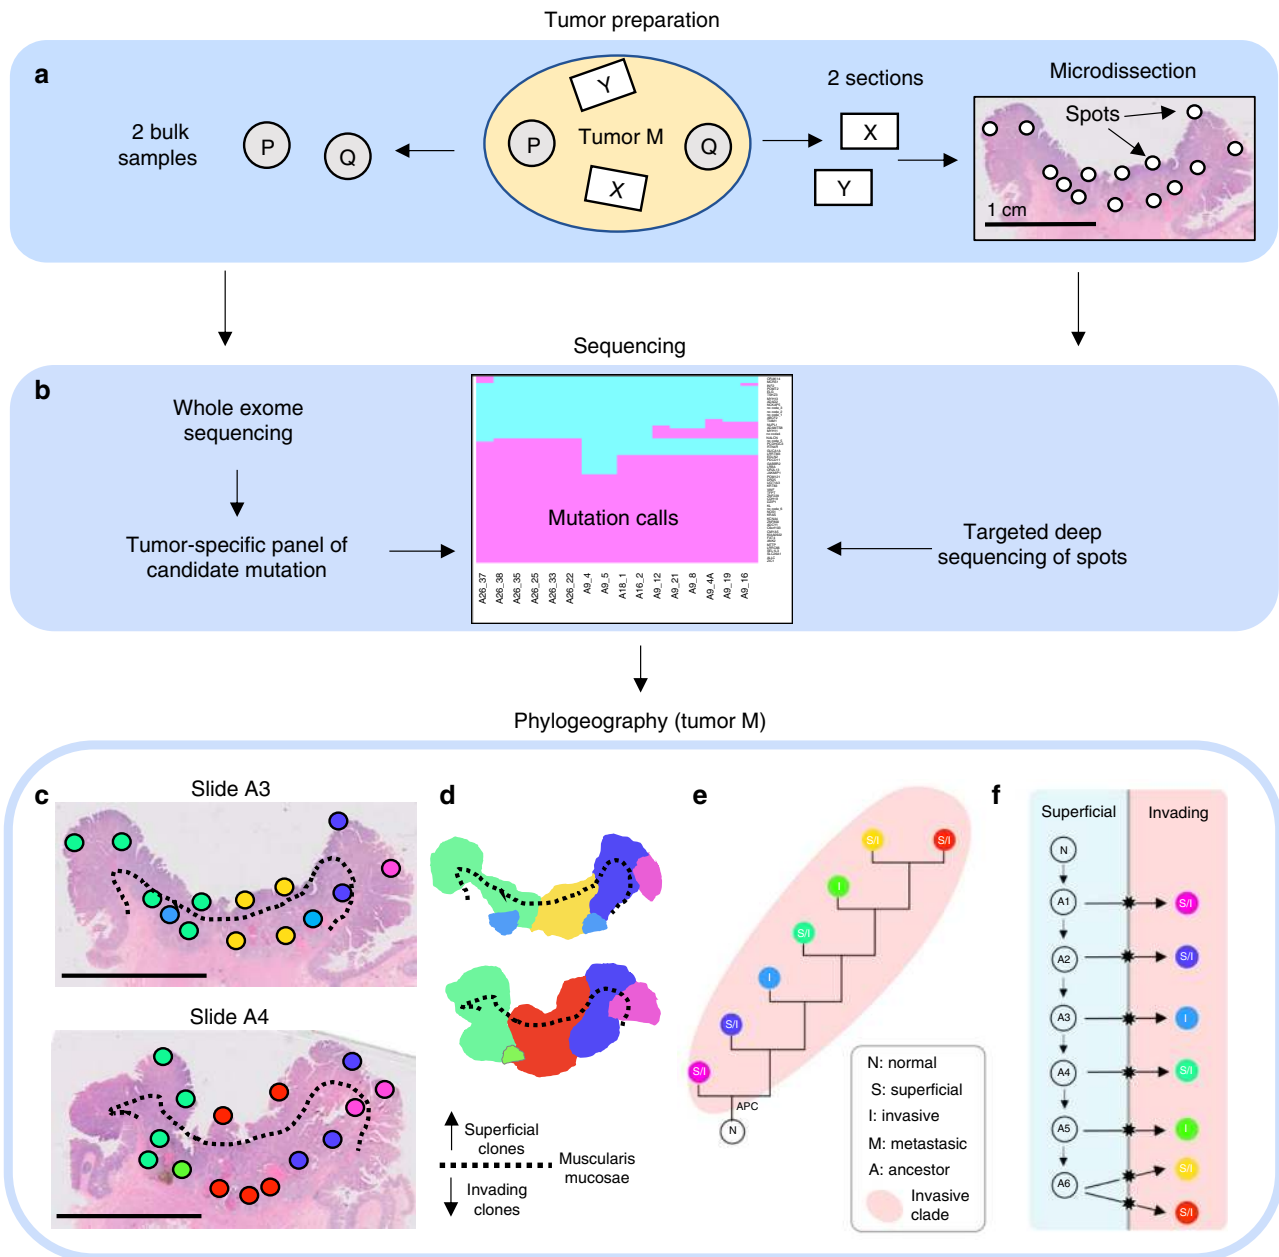 Tumor preparation
a
2 bulk
samples
P
Q
Y
P
Tumor M
Q
X
2 sections
X
Y
Microdissection
Spots
1 cm
Sequencing
b
Whole exome
sequencing
Tumor-specific panel of
candidate mutation
Mutation calls
A26_37
A26_38
A26_35
A26_25
A26_33
A26_22
A9_4
A9_5
A18_1
A16_2
A9_12
A9_21
A9_8
A9_4A
A9_19
A9_16
Targeted deep
sequencing of spots
Phylogeography (tumor M)
c
Slide A3
Slide A4
d
Superficial
clones
Muscularis
mucosae
Invading
clones
e
S/I
S/I
I
S/I
I
S/I
S/I
APC
N
N: normal
S: superficial
I: invasive
M: metastasic
A: ancestor
Invasive
clade
f
Superficial
Invading
N
A1
S/I
A2
S/I
A3
I
A4
S/I
A5
I
A6
S/I
S/I